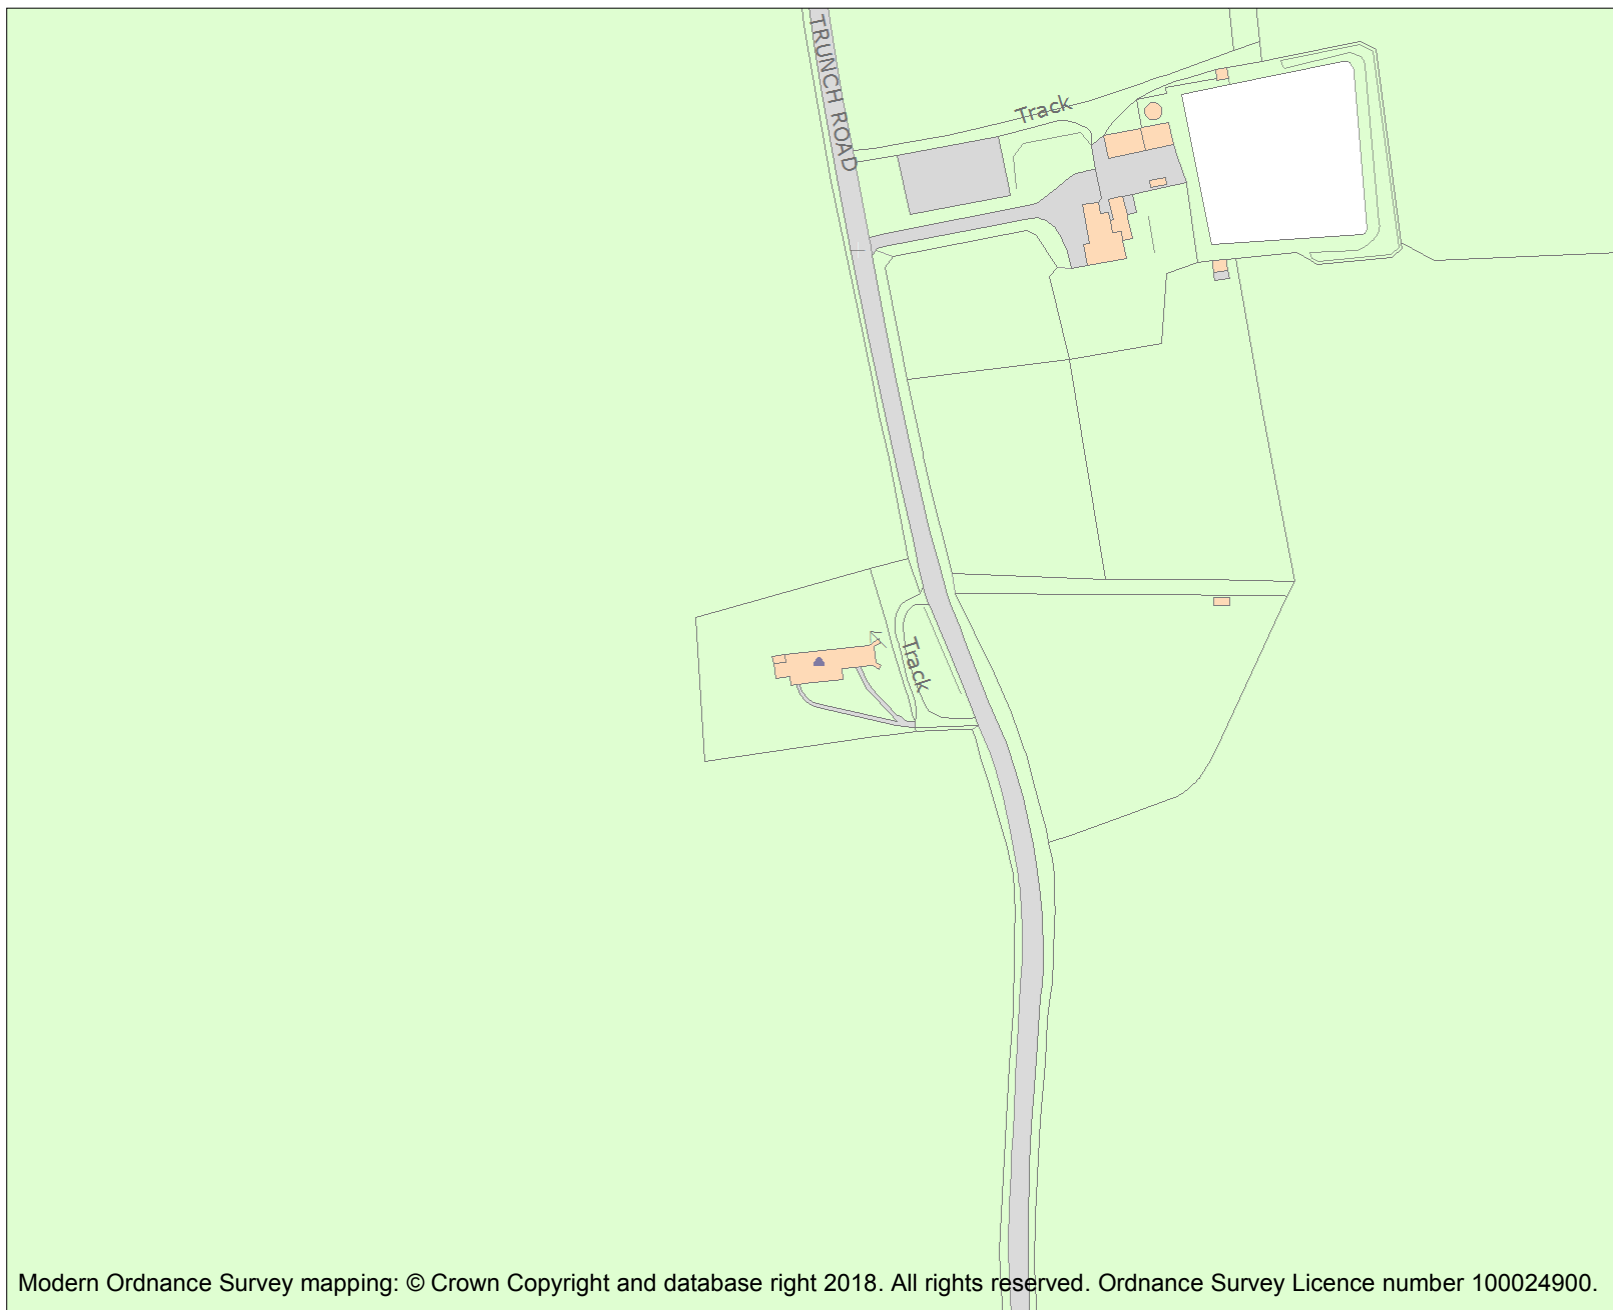 TRUNCH ROAD
Track
Track
Modern Ordnance Survey mapping: © Crown Copyright and database right 2018. All rights reserved. Ordnance Survey Licence number 100024900.